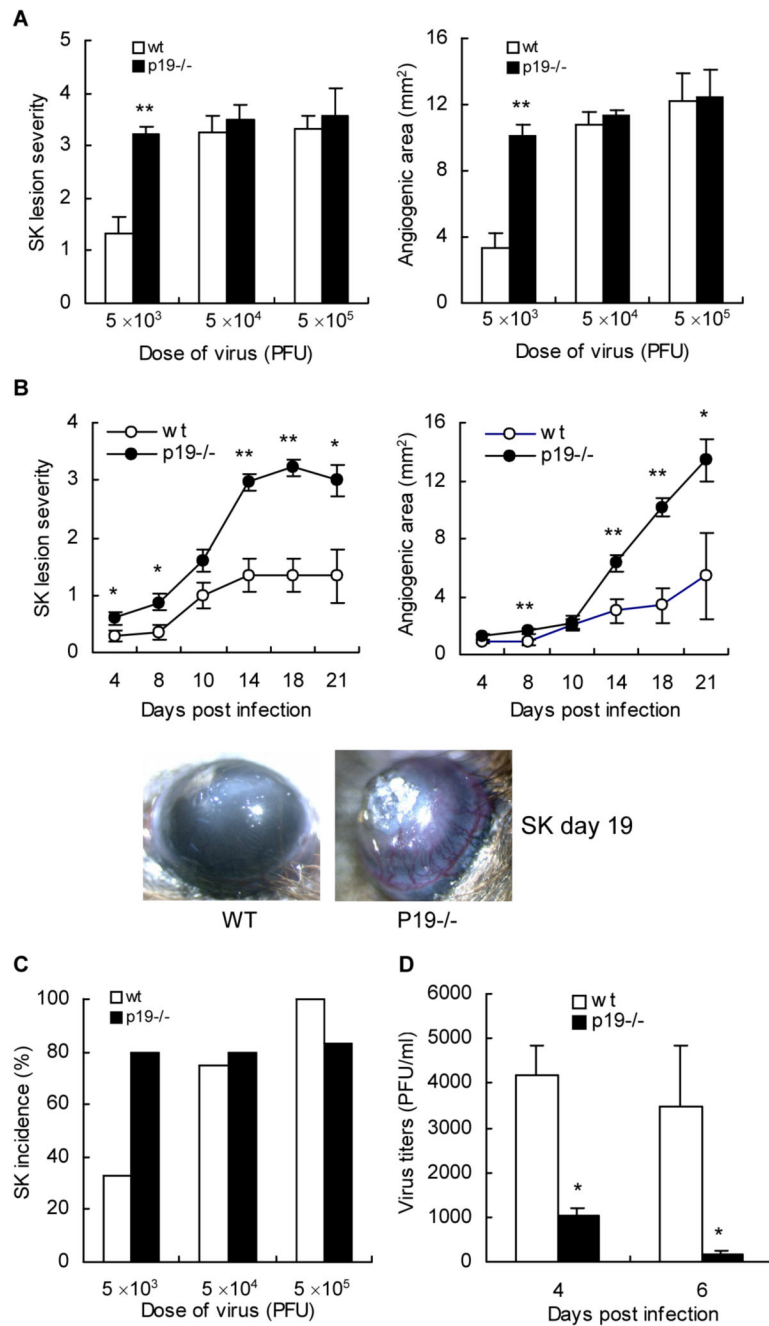 A
wt
p19-/-
SK lesion severity
5
4
3
2
1
0
**
5 ×10³
5 ×10⁴
5 ×10⁵
Dose of virus (PFU)
wt
p19-/-
Angiogenic area (mm²)
16
12
8
4
0
**
5 ×10³
5 ×10⁴
5 ×10⁵
Dose of virus (PFU)
B
wt
p19-/-
SK lesion severity
4
3
2
1
0
* * ** ** *
4 8 10 14 18 21
Days post infection
wt
p19-/-
Angiogenic area (mm²)
16
12
8
4
0
** ** ** *
4 8 10 14 18 21
Days post infection
SK day 19
WT
P19-/-
C
wt
p19-/-
SK incidence (%)
100
80
60
40
20
0
5 ×10³
5 ×10⁴
5 ×10⁵
Dose of virus (PFU)
D
wt
p19-/-
Virus titers (PFU/ml)
6000
5000
4000
3000
2000
1000
0
*
*
4
6
Days post infection